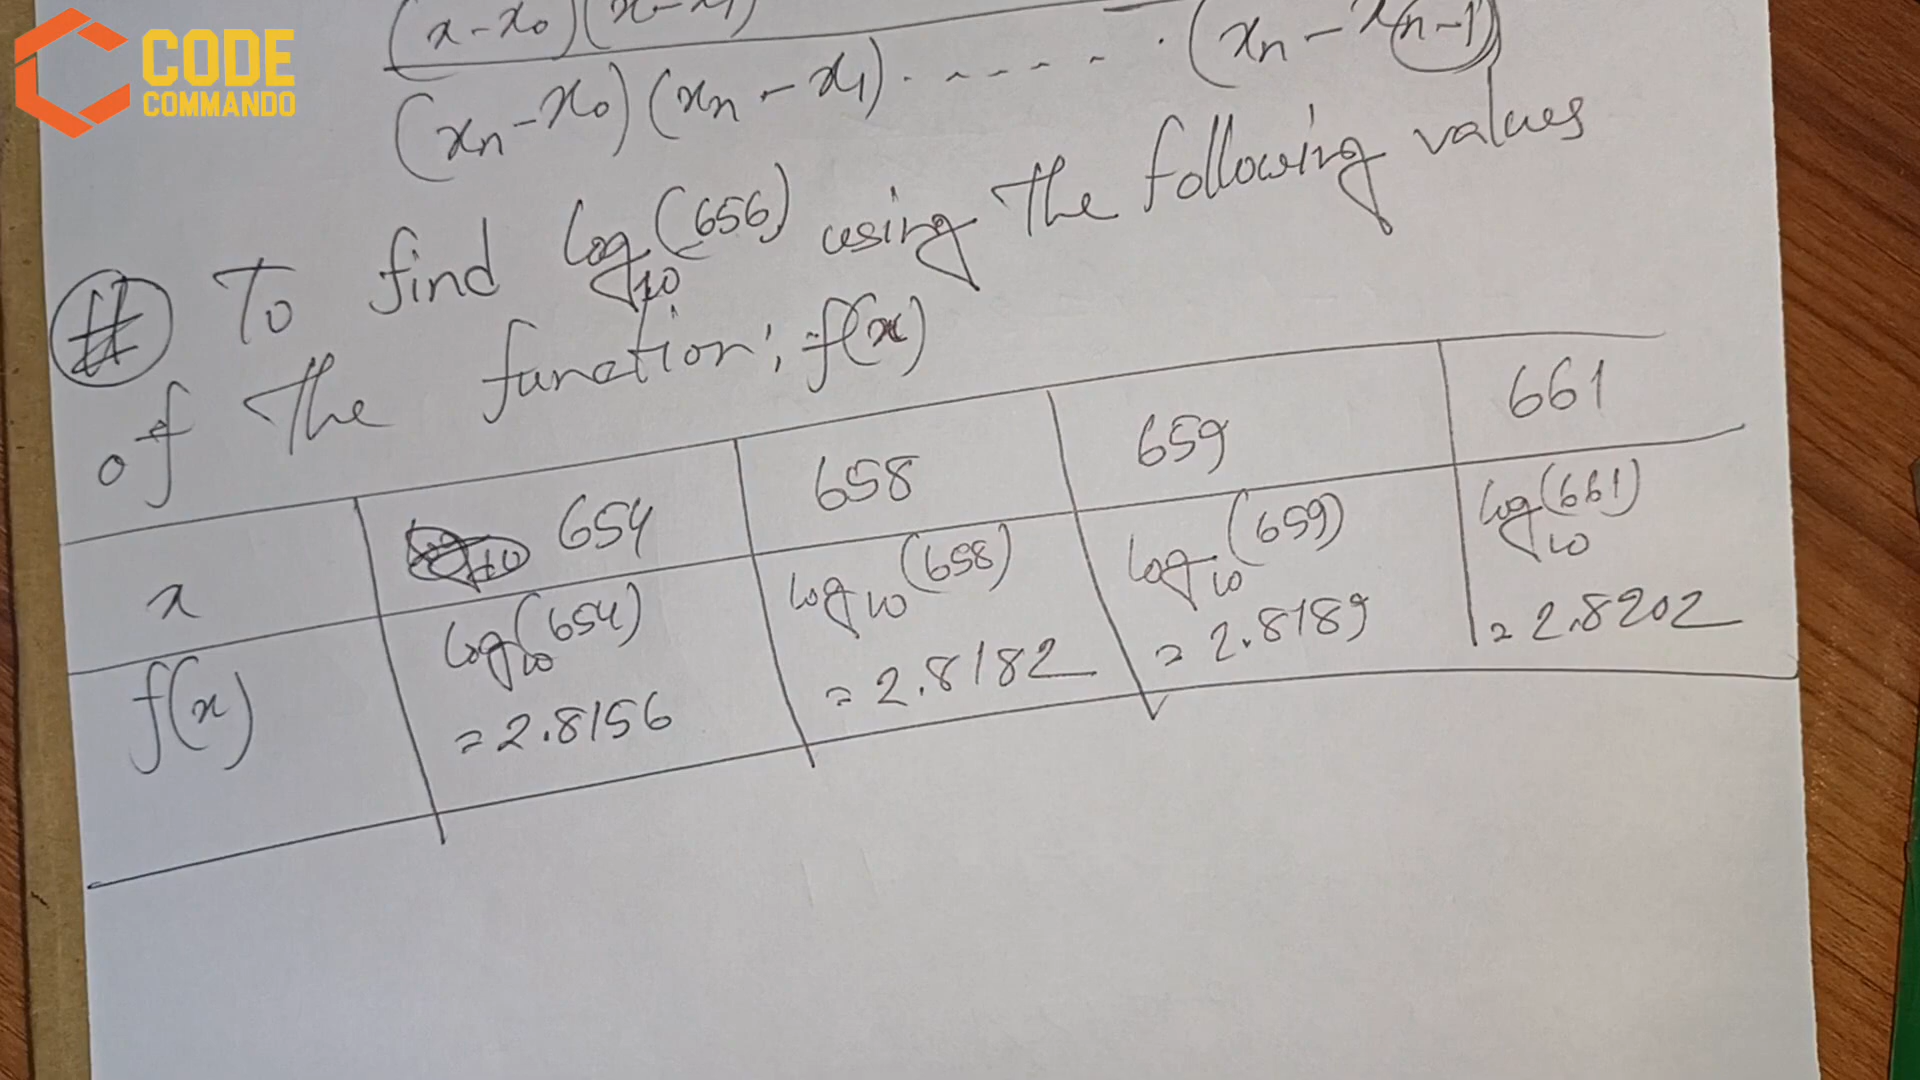 CODE
COMMANDO
(x-x0)(x-x1)
(xn-x0)(xn-x1)......(xn-x(n-1))
# To find log10(656) using the following values
of the function; f(x)
x 654 658 659 661
f(x) log10(654) log10(658) log10(659) log10(661)
=2.8156 =2.8182 =2.8189 =2.8202